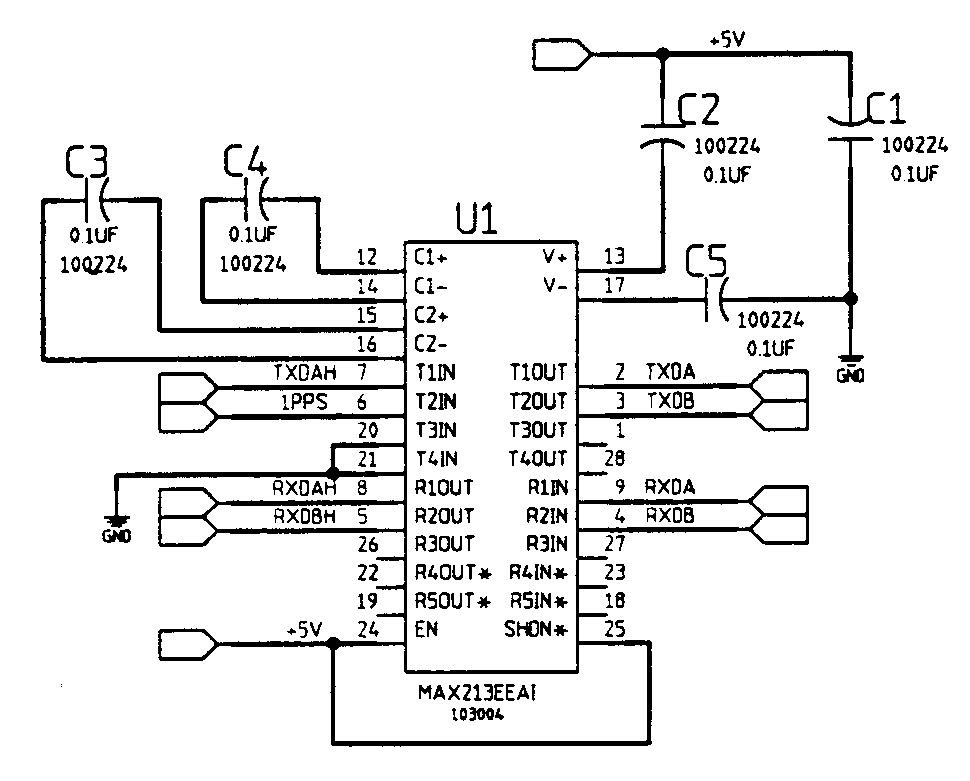 +5V
C2
C1
100224
100224
0.1UF
0.1UF
C3
C4
0.1UF
0.1UF
100224
100224
U1
12 C1+ V+ 13
C5
14 C1- V- 17
15 C2+
100224
16 C2-
0.1UF
GND
TXDAH 7 T1IN T1OUT 2 TXDA
1PPS 6 T2IN T2OUT 3 TXDB
20 T3IN T3OUT 1
21 T4IN T4OUT 28
RXDAH 8 R1OUT R1IN 9 RXDA
RXDBH 5 R2OUT R2IN 4 RXDB
GND
26 R3OUT R3IN 27
22 R4OUT* R4IN* 23
19 R5OUT* R5IN* 18
+5V 24 EN SHDN* 25
MAX213EEAI
103004